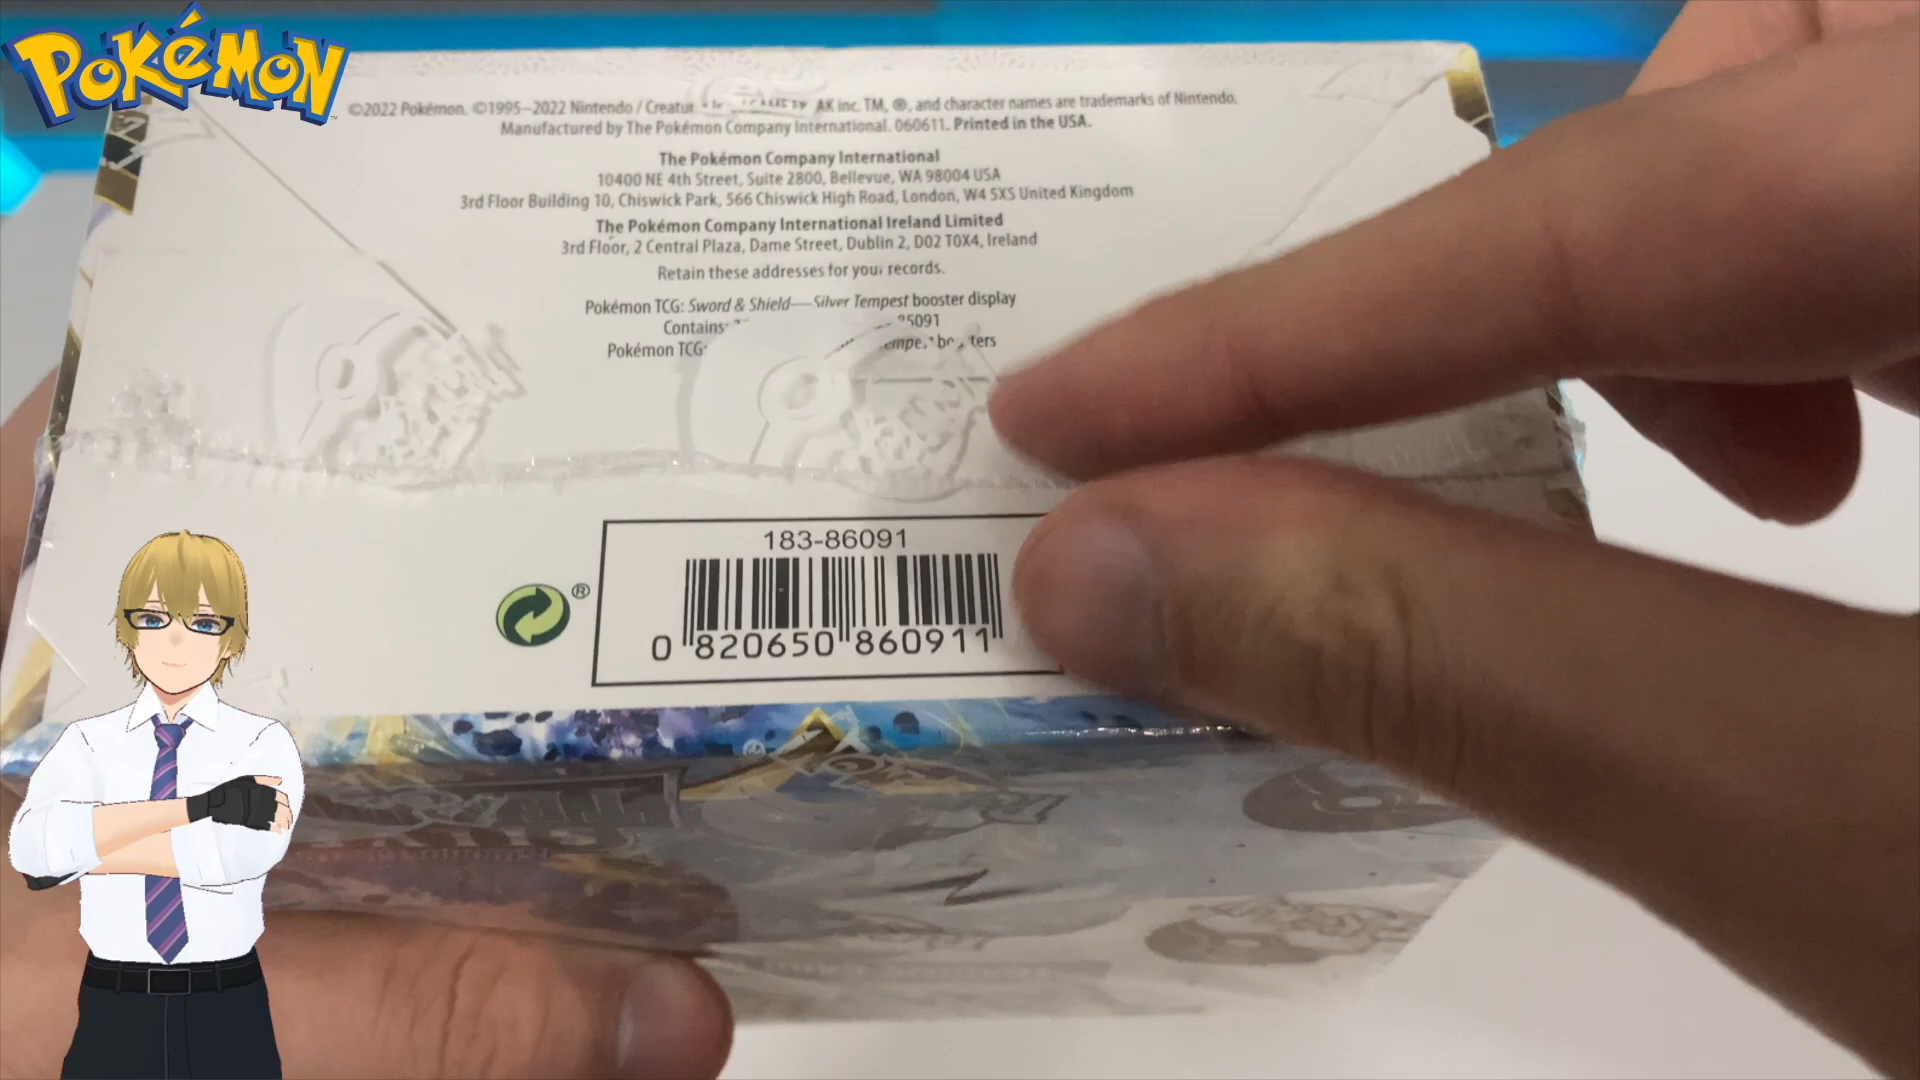 POKéMON
©2022 Pokémon. ©1995–2022 Nintendo / Creatur AK inc. TM, ®, and character names are trademarks of Nintendo.
Manufactured by The Pokémon Company International. 060611. Printed in the USA.
The Pokémon Company International
10400 NE 4th Street, Suite 2800, Bellevue, WA 98004 USA
3rd Floor Building 10, Chiswick Park, 566 Chiswick High Road, London, W4 5XS United Kingdom
The Pokémon Company International Ireland Limited
3rd Floor, 2 Central Plaza, Dame Street, Dublin 2, D02 T0X4, Ireland
Retain these addresses for your records.
Pokémon TCG: Sword & Shield—Silver Tempest booster display
Contains:
Pokémon TCG:
183-86091
®
0 820650 860911